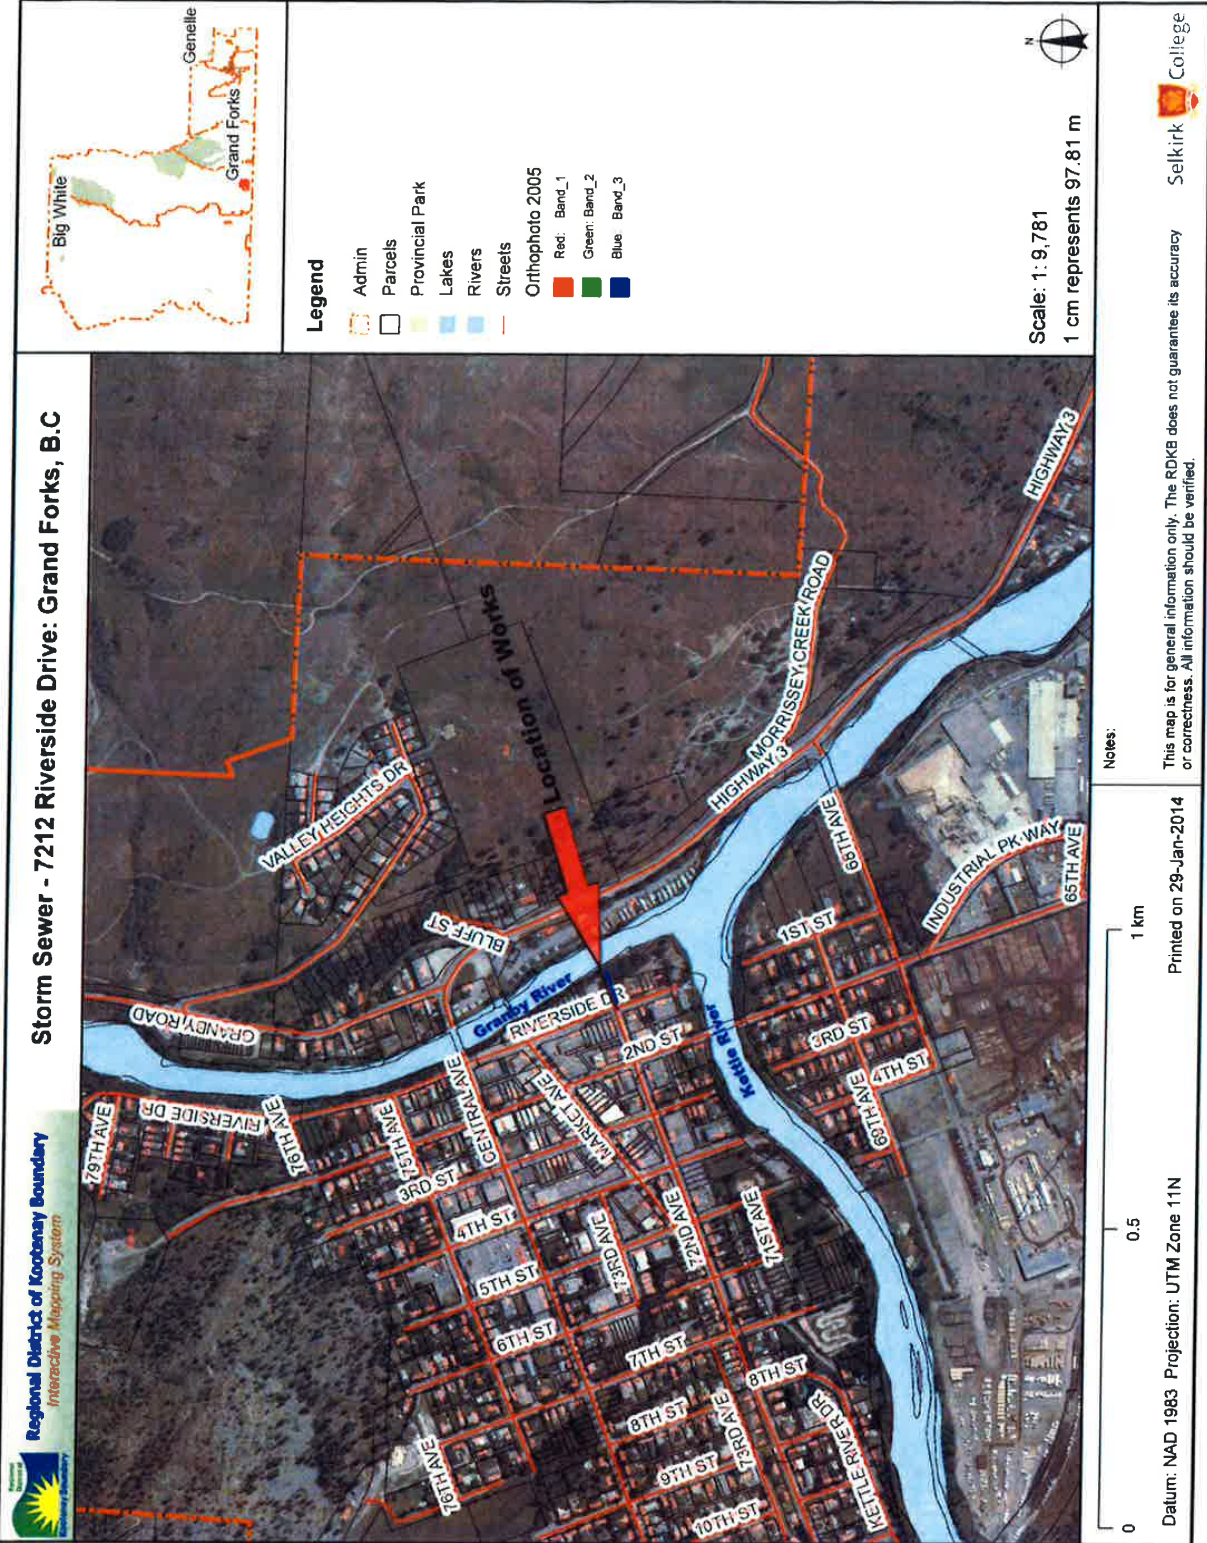 Regional District of Kootenay Boundary
Interactive Mapping System
Storm Sewer - 7212 Riverside Drive: Grand Forks, B.C
Big White
Grand Forks
Genelle
Legend
Admin
Parcels
Provincial Park
Lakes
Rivers
Streets
Orthophoto 2005
Red: Band_1
Green: Band_2
Blue: Band_3
N
Scale: 1: 9,781
1 cm represents 97.81 m
79TH AVE
RIVERSIDE DR
76TH AVE
GRANBY ROAD
VALLEY HEIGHTS DR
75TH AVE
3RD ST
CENTRAL AVE
BLUFF ST
4TH ST
Granby River
RIVERSIDE DR
Location of Works
5TH ST
MARKET AVE
6TH ST
73RD AVE
2ND ST
76TH AVE
7TH ST
72ND AVE
8TH ST
71ST AVE
Kettle River
9TH ST
73RD AVE
8TH ST
10TH ST
KETTLE RIVER DR
1ST ST
3RD ST
4TH ST
68TH AVE
68TH AVE
HIGHWAY 3
MORRISSEY CREEK ROAD
HIGHWAY 3
INDUSTRIAL PK WAY
65TH AVE
0
0.5
1 km
Datum: NAD 1983 Projection: UTM Zone 11N
Printed on 29-Jan-2014
Notes:
This map is for general information only. The RDKB does not guarantee its accuracy
or correctness. All information should be verified.
Selkirk College